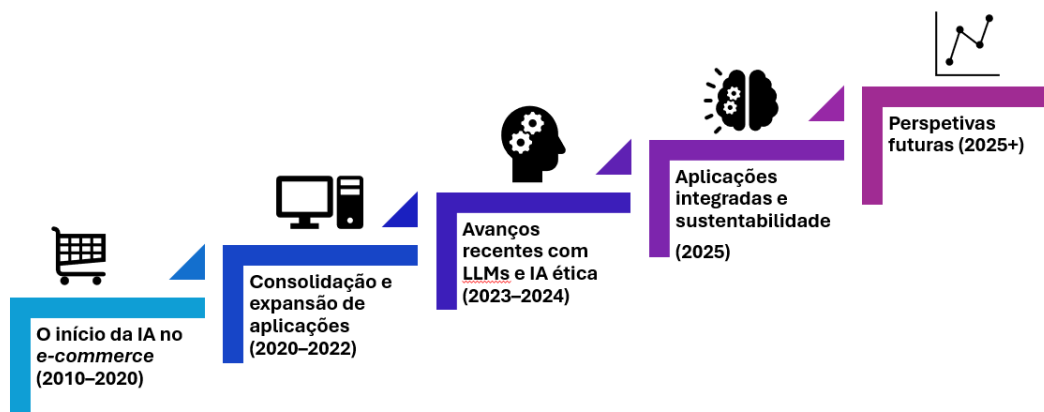 O início da IA no
e-commerce
(2010–2020)
Consolidação e
expansão de
aplicações
(2020–2022)
Avanços
recentes com
LLMs e IA ética
(2023–2024)
Aplicações
integradas e
sustentabilidade
(2025)
Perspetivas
futuras (2025+)